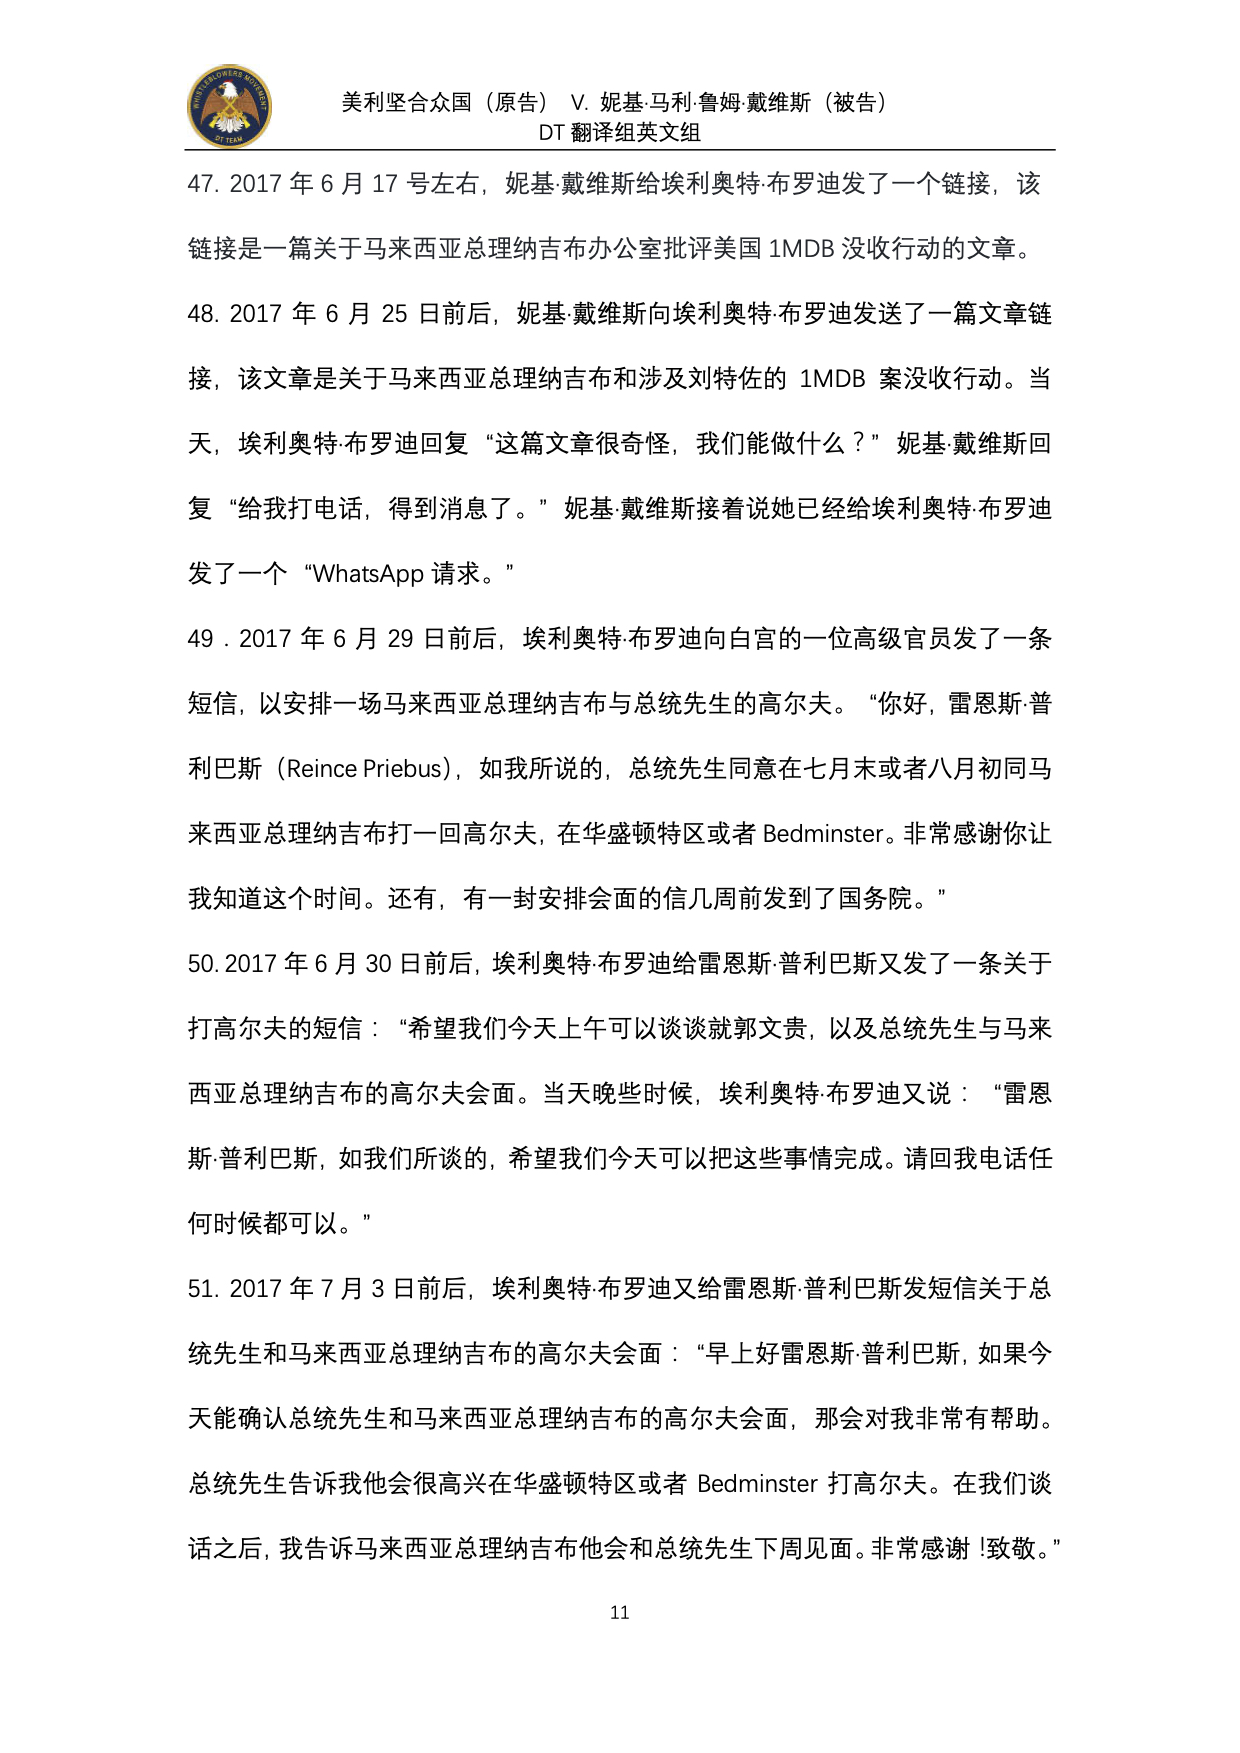 WHISTLEBLOWERS MOVEMENT
DT TEAM
美利坚合众国（原告） V. 妮基·马利·鲁姆·戴维斯（被告）
DT 翻译组英文组
47. 2017 年 6 月 17 号左右，妮基·戴维斯给埃利奥特·布罗迪发了一个链接，该
链接是一篇关于马来西亚总理纳吉布办公室批评美国 1MDB 没收行动的文章。
48. 2017 年 6 月 25 日前后，妮基·戴维斯向埃利奥特·布罗迪发送了一篇文章链
接，该文章是关于马来西亚总理纳吉布和涉及刘特佐的 1MDB 案没收行动。当
天，埃利奥特·布罗迪回复 “这篇文章很奇怪，我们能做什么？” 妮基·戴维斯回
复 “给我打电话，得到消息了。” 妮基·戴维斯接着说她已经给埃利奥特·布罗迪
发了一个 “WhatsApp 请求。”
49 . 2017 年 6 月 29 日前后，埃利奥特·布罗迪向白宫的一位高级官员发了一条
短信，以安排一场马来西亚总理纳吉布与总统先生的高尔夫。 “你好，雷恩斯·普
利巴斯（Reince Priebus），如我所说的，总统先生同意在七月末或者八月初同马
来西亚总理纳吉布打一回高尔夫，在华盛顿特区或者 Bedminster。非常感谢你让
我知道这个时间。还有，有一封安排会面的信几周前发到了国务院。”
50. 2017 年 6 月 30 日前后，埃利奥特·布罗迪给雷恩斯·普利巴斯又发了一条关于
打高尔夫的短信： “希望我们今天上午可以谈谈就郭文贵，以及总统先生与马来
西亚总理纳吉布的高尔夫会面。当天晚些时候，埃利奥特·布罗迪又说： “雷恩
斯·普利巴斯，如我们所谈的，希望我们今天可以把这些事情完成。请回我电话任
何时候都可以。”
51. 2017 年 7 月 3 日前后，埃利奥特·布罗迪又给雷恩斯·普利巴斯发短信关于总
统先生和马来西亚总理纳吉布的高尔夫会面： “早上好雷恩斯·普利巴斯，如果今
天能确认总统先生和马来西亚总理纳吉布的高尔夫会面，那会对我非常有帮助。
总统先生告诉我他会很高兴在华盛顿特区或者 Bedminster 打高尔夫。在我们谈
话之后，我告诉马来西亚总理纳吉布他会和总统先生下周见面。非常感谢！致敬。”
11